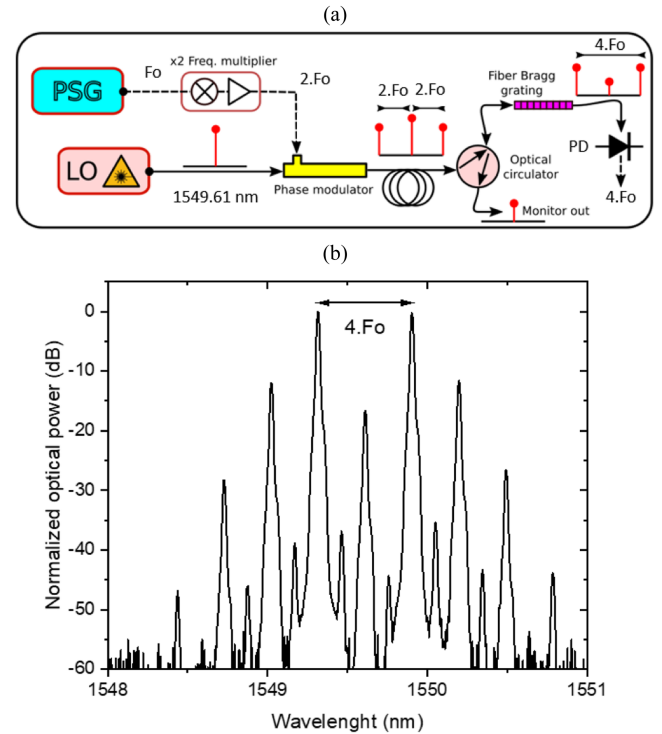 (a)
4.Fo
x2 Freq. multiplier
Fo
2.Fo
PSG
2.Fo 2.Fo
Fiber Bragg
grating
PD
LO
Phase modulator
Optical
circulator
1549.61 nm
4.Fo
Monitor out
(b)
4.Fo
0
-10
-20
-30
-40
-50
-60
Normalized optical power (dB)
1548 1549 1550 1551
Wavelenght (nm)